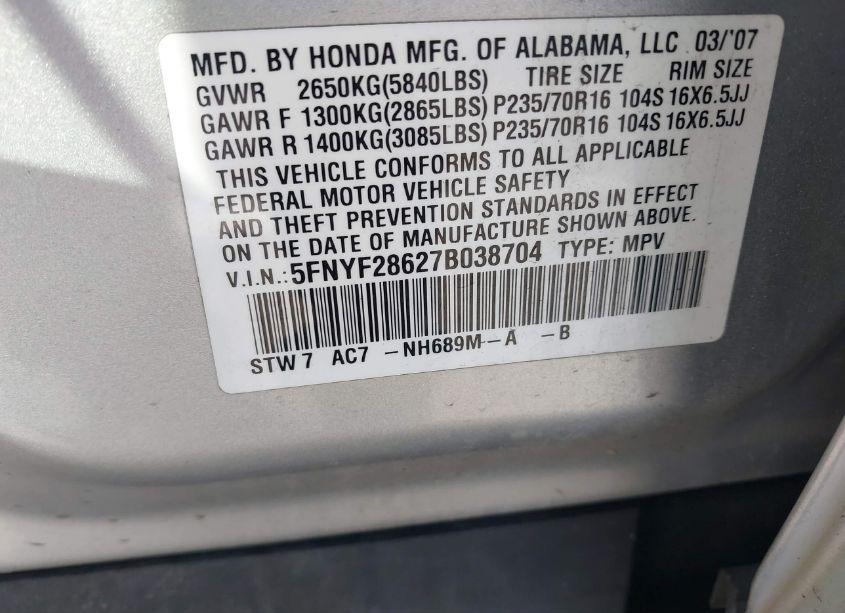 MFD. BY HONDA MFG. OF ALABAMA, LLC 03/'07
GVWR 2650KG(5840LBS) TIRE SIZE RIM SIZE
GAWR F 1300KG(2865LBS) P235/70R16 104S 16X6.5JJ
GAWR R 1400KG(3085LBS) P235/70R16 104S 16X6.5JJ
THIS VEHICLE CONFORMS TO ALL APPLICABLE
FEDERAL MOTOR VEHICLE SAFETY
AND THEFT PREVENTION STANDARDS IN EFFECT
ON THE DATE OF MANUFACTURE SHOWN ABOVE.
V.I.N.: 5FNYF28627B038704 TYPE: MPV
STW 7 AC7 -NH689M-A -B